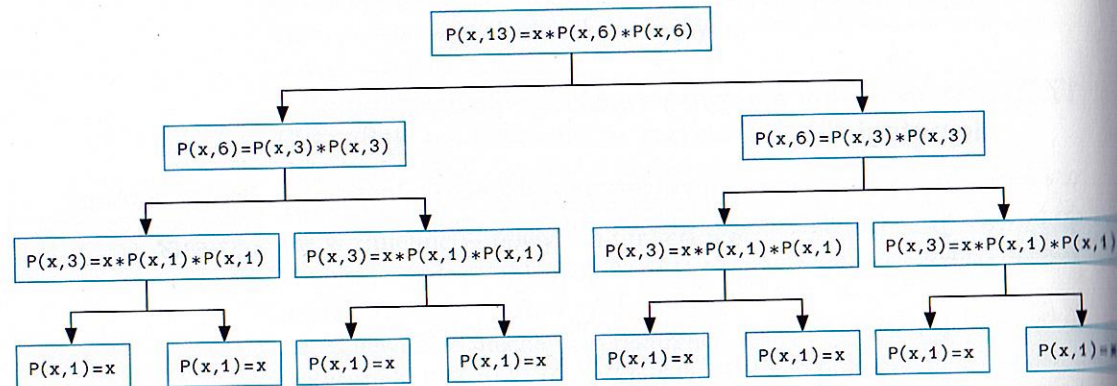 P(x,13)=x*P(x,6)*P(x,6)
P(x,6)=P(x,3)*P(x,3)
P(x,6)=P(x,3)*P(x,3)
P(x,3)=x*P(x,1)*P(x,1)
P(x,3)=x*P(x,1)*P(x,1)
P(x,3)=x*P(x,1)*P(x,1)
P(x,3)=x*P(x,1)*P(x,1)
P(x,1)=x
P(x,1)=x
P(x,1)=x
P(x,1)=x
P(x,1)=x
P(x,1)=x
P(x,1)=x
P(x,1)=